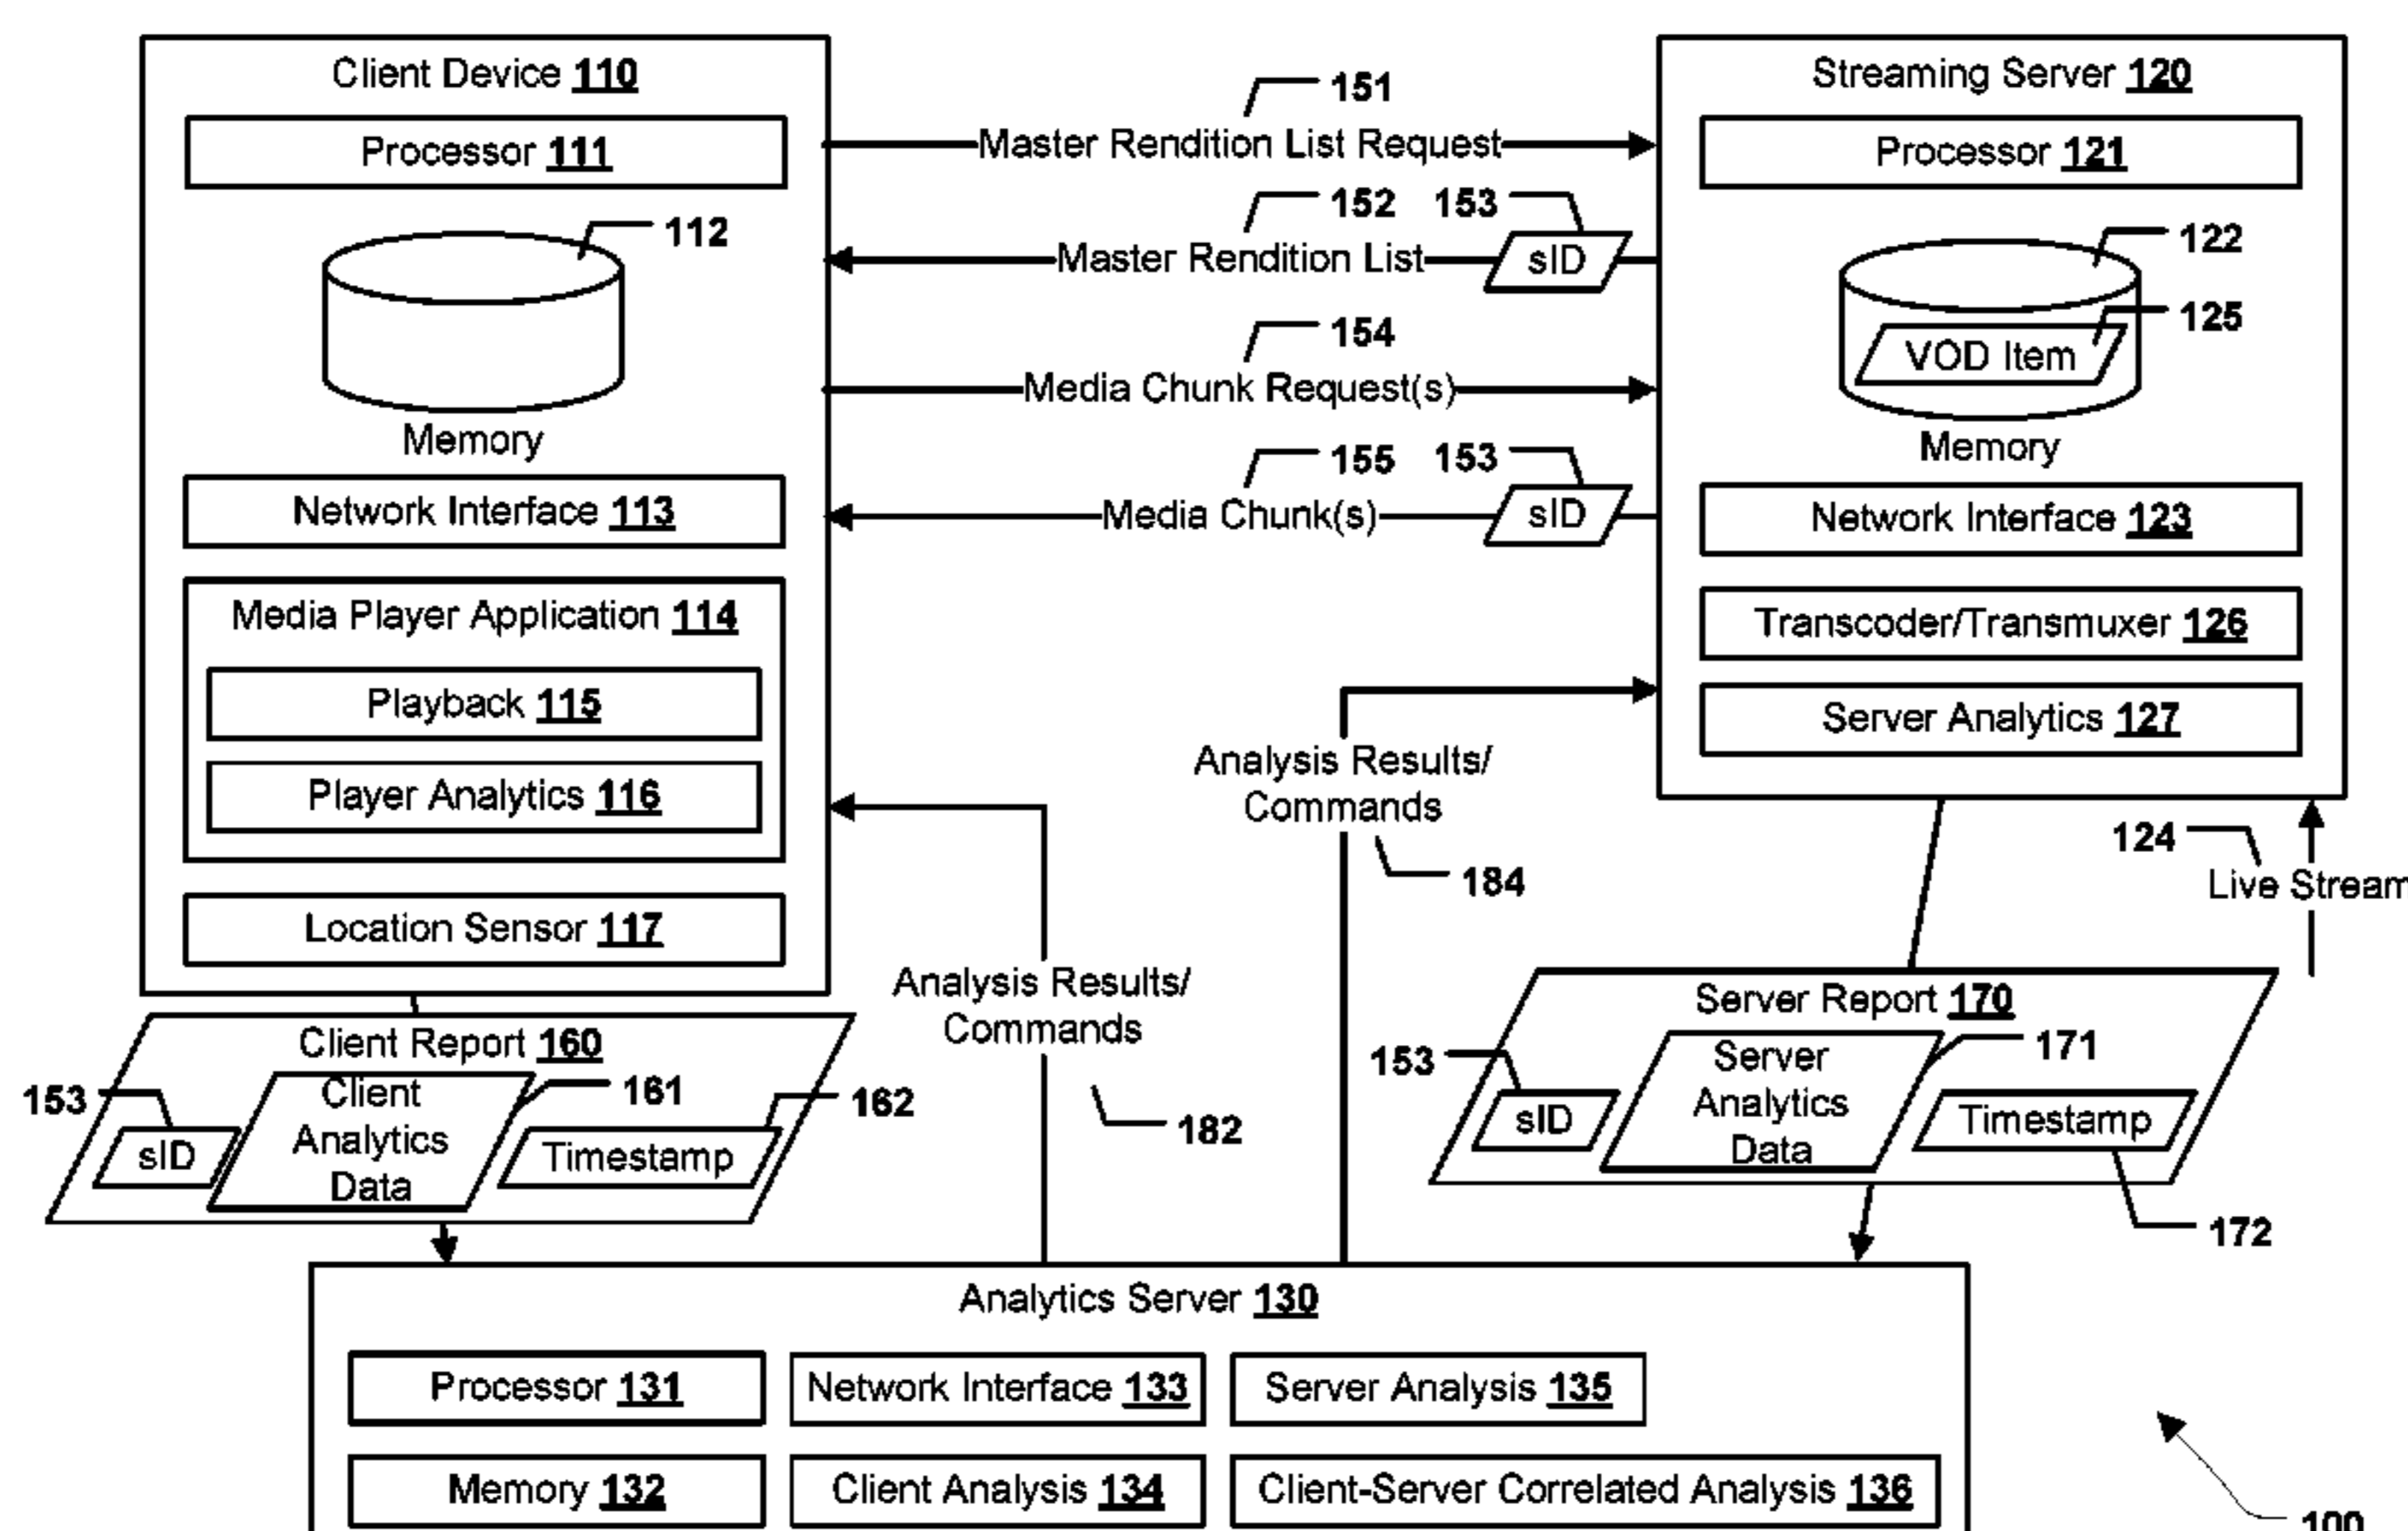 Client Device 110
Processor 111
112
Memory
Network Interface 113
Media Player Application 114
Playback 115
Player Analytics 116
Location Sensor 117
151
Master Rendition List Request
152
153
Master Rendition List
sID
154
Media Chunk Request(s)
155
153
Media Chunk(s)
sID
Streaming Server 120
Processor 121
122
125
VOD Item
Memory
Network Interface 123
Transcoder/Transmuxer 126
Server Analytics 127
Analysis Results/
Commands
184
124
Live Stream
Analysis Results/
Commands
182
Client Report 160
153
sID
Client
Analytics
Data
161
Timestamp
162
Server Report 170
153
sID
Server
Analytics
Data
171
Timestamp
172
Analytics Server 130
Processor 131
Network Interface 133
Server Analysis 135
Memory 132
Client Analysis 134
Client-Server Correlated Analysis 136
100